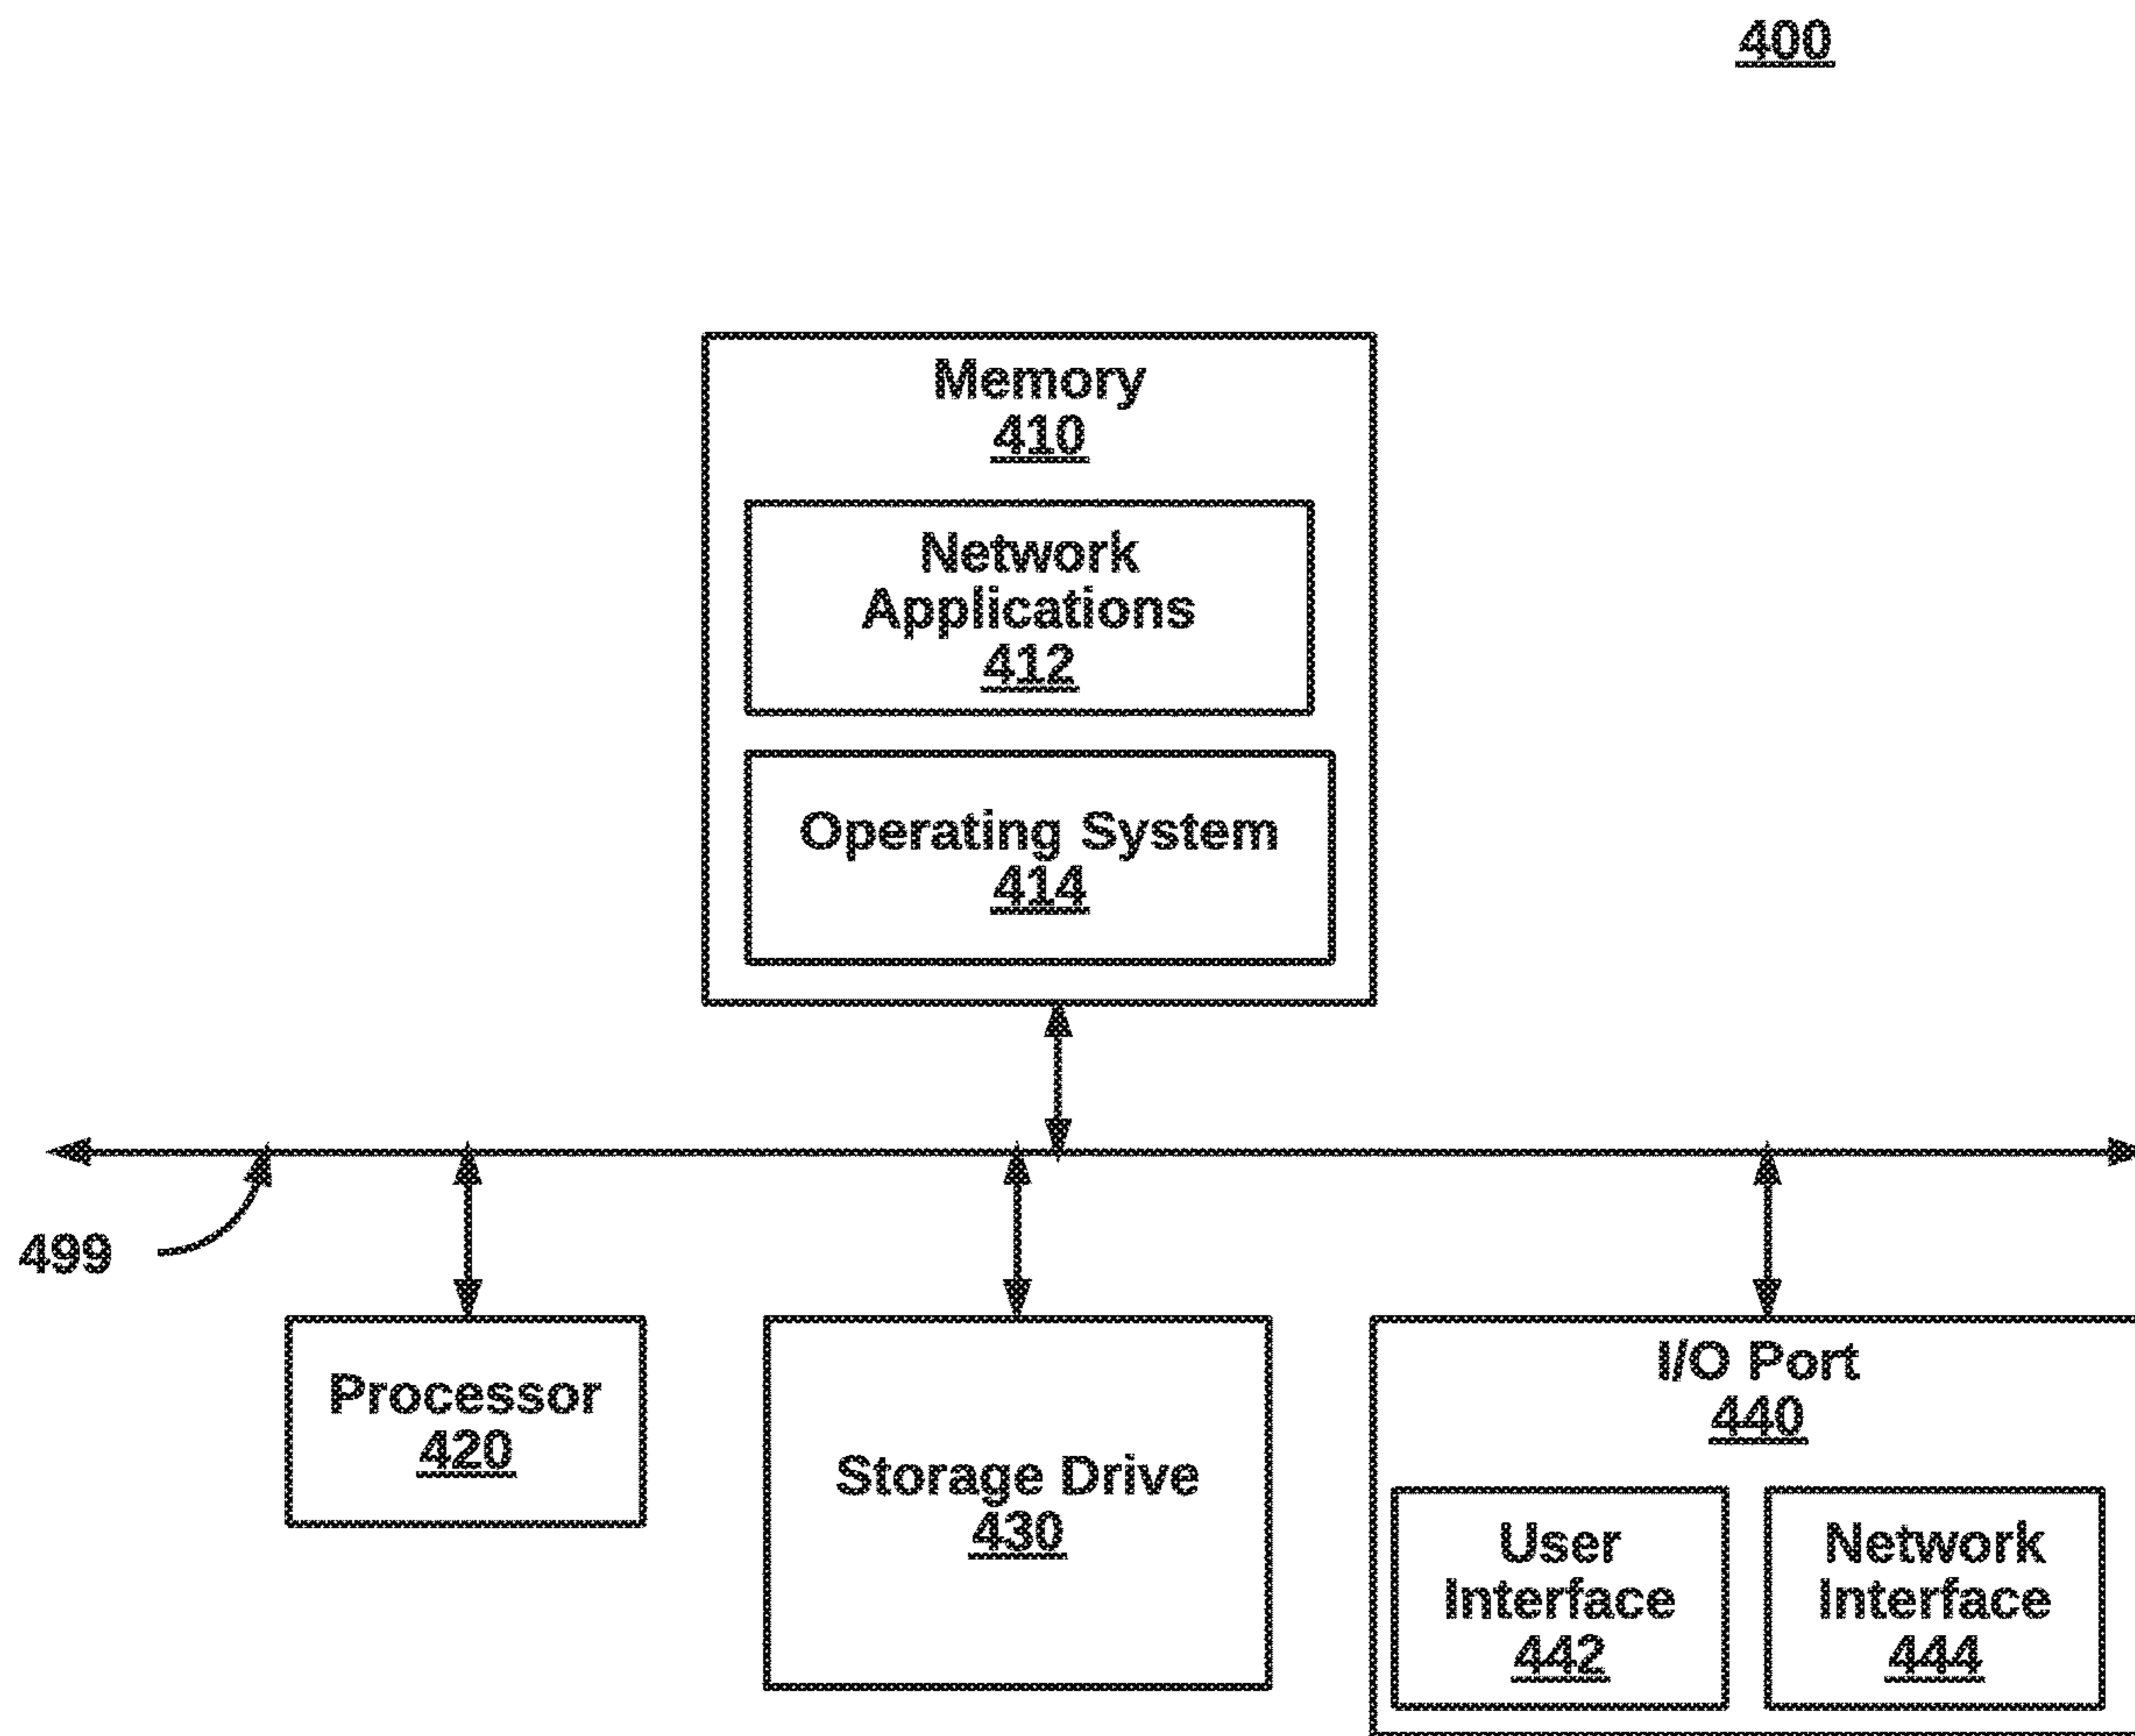 400
Memory
410
Network
Applications
412
Operating System
414
499
Processor
420
Storage Drive
430
I/O Port
440
User
Interface
442
Network
Interface
444